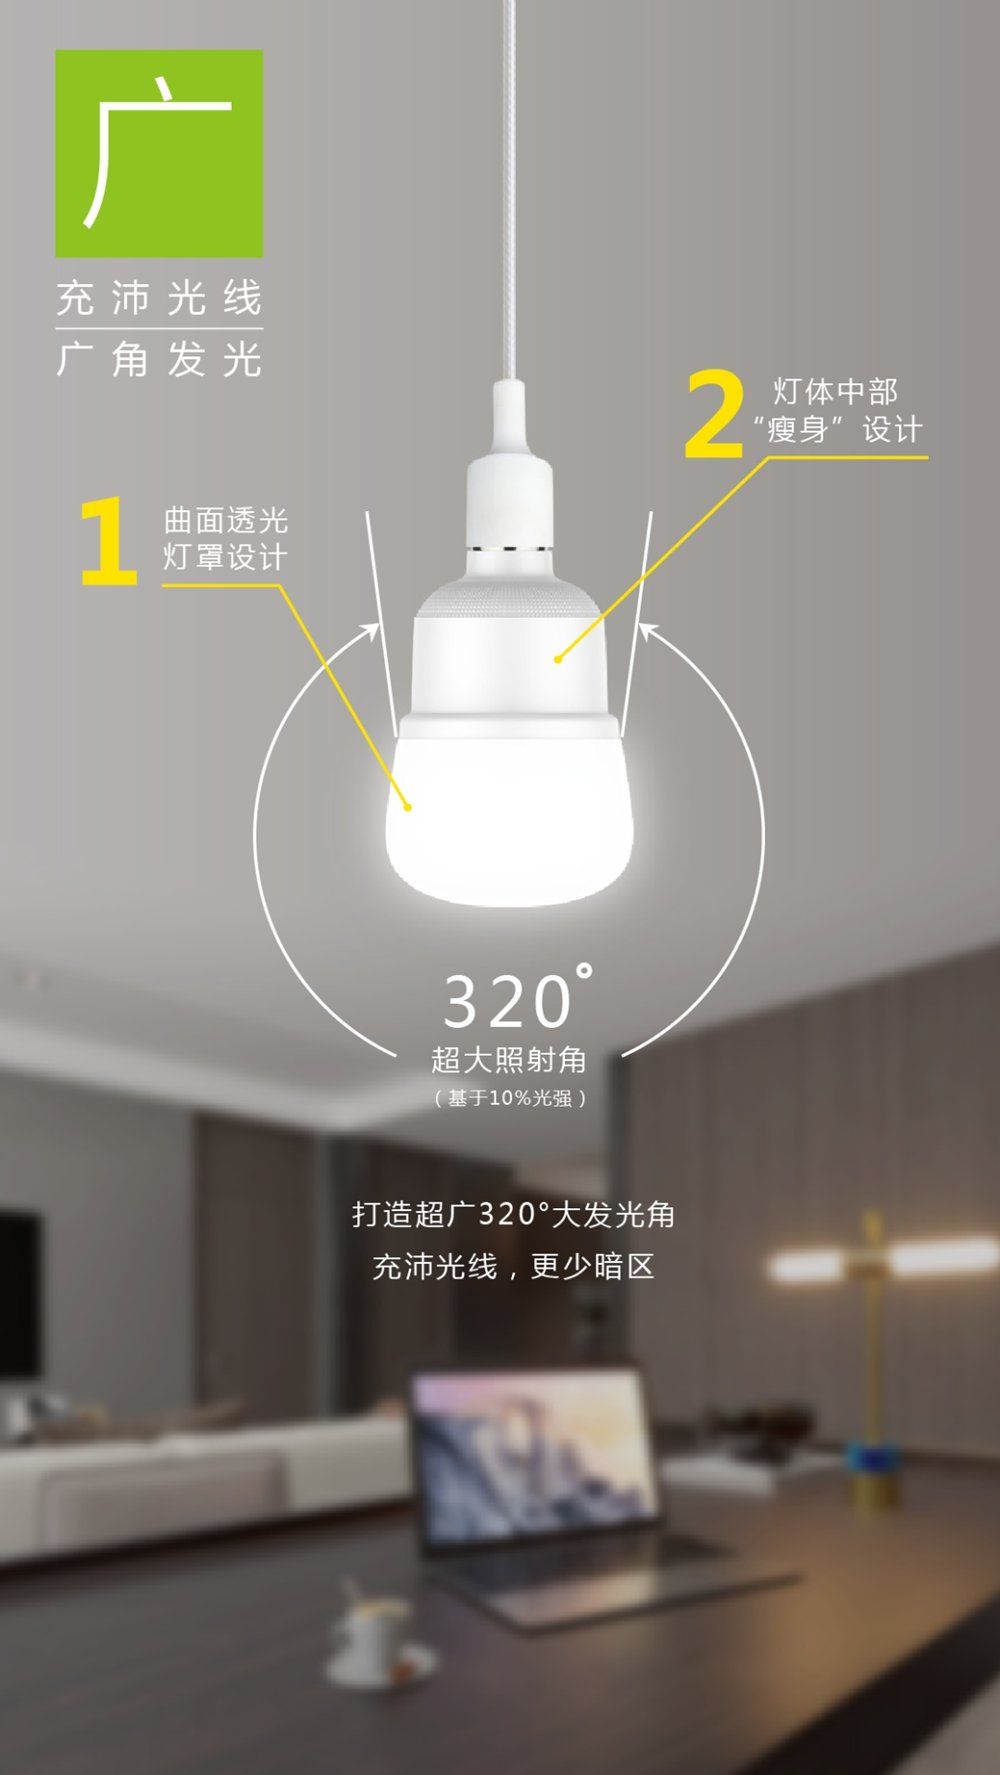 广
充沛光线
广角发光
2
灯体中部
“瘦身”设计
1
曲面透光
灯罩设计
320°
超大照射角
（基于10%光强）
打造超广320°大发光角
充沛光线，更少暗区